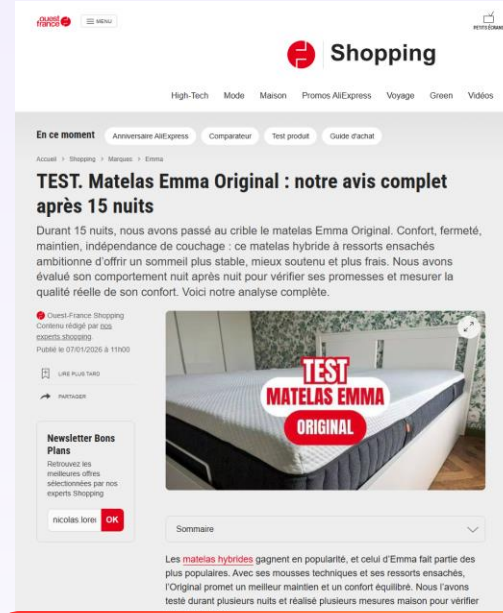 ouest
france
MENU
PETITS ÉCRANS
Shopping
High-Tech Mode Maison Promos AliExpress Voyage Green Vidéos
En ce moment Anniversaire AliExpress Comparateur Test produit Guide d'achat
Accueil > Shopping > Marques > Emma
TEST. Matelas Emma Original : notre avis complet
après 15 nuits
Durant 15 nuits, nous avons passé au crible le matelas Emma Original. Confort, fermeté,
maintien, indépendance de couchage : ce matelas hybride à ressorts ensachés
ambitionne d'offrir un sommeil plus stable, mieux soutenu et plus frais. Nous avons
évalué son comportement nuit après nuit pour vérifier ses promesses et mesurer la
qualité réelle de son confort. Voici notre analyse complète.
Ouest-France Shopping
Contenu rédigé par nos
experts shopping.
Publié le 07/01/2026 à 11h00
LIRE PLUS TARD
PARTAGER
TEST
MATELAS EMMA
ORIGINAL
Newsletter Bons
Plans
Retrouvez les
meilleures offres
sélectionnées par nos
experts Shopping
nicolas.lorei OK
Sommaire
Les matelas hybrides gagnent en popularité, et celui d'Emma fait partie des
plus populaires. Avec ses mousses techniques et ses ressorts ensachés,
l'Original promet un meilleur maintien et un confort équilibré. Nous l'avons
testé durant plusieurs nuits et réalisé plusieurs mesures maison pour vérifier